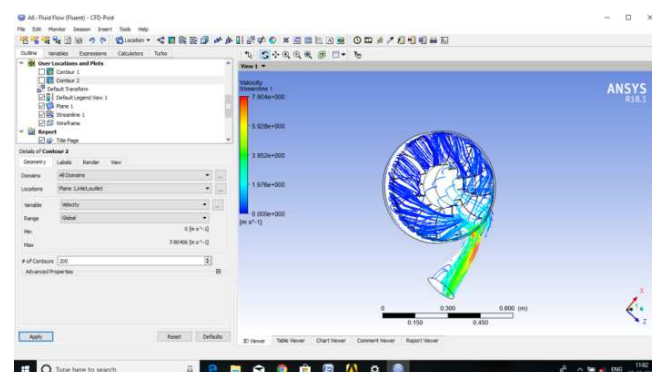 A6 : Fluid Flow (Fluent) - CFD-Post
File Edit Monitor Session Insert Tools Help
Location
Outline Variables Expressions Calculators Turbo
User Locations and Plots
Contour 1
Contour 2
Default Transform
Default Legend View 1
Plane 1
Streamline 1
Wireframe
Report
Title Page
Details of Contour 2
Geometry Labels Render View
Domains All Domains
Locations Plane 1,inlet,outlet
Variable Velocity
Range Global
Min 0 [m s^-1]
Max [m s^-1]
# of Contours 200
Advanced Properties
Apply Reset Defaults
View 1
Velocity
Streamline 1
7.904e+000
5.928e+000
3.952e+000
1.976e+000
0.000e+000
[m s^-1]
ANSYS
R18.1
X
Y
Z
0 0.300 0.600 (m)
0.150 0.450
3D Viewer Table Viewer Chart Viewer Comment Viewer Report Viewer
Type here to search
ENG 11:02